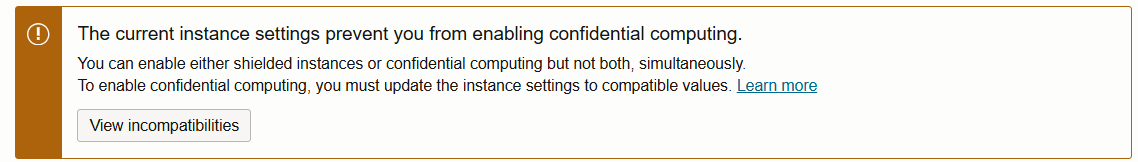 The current instance settings prevent you from enabling confidential computing.
You can enable either shielded instances or confidential computing but not both, simultaneously.
To enable confidential computing, you must update the instance settings to compatible values. Learn more
View incompatibilities